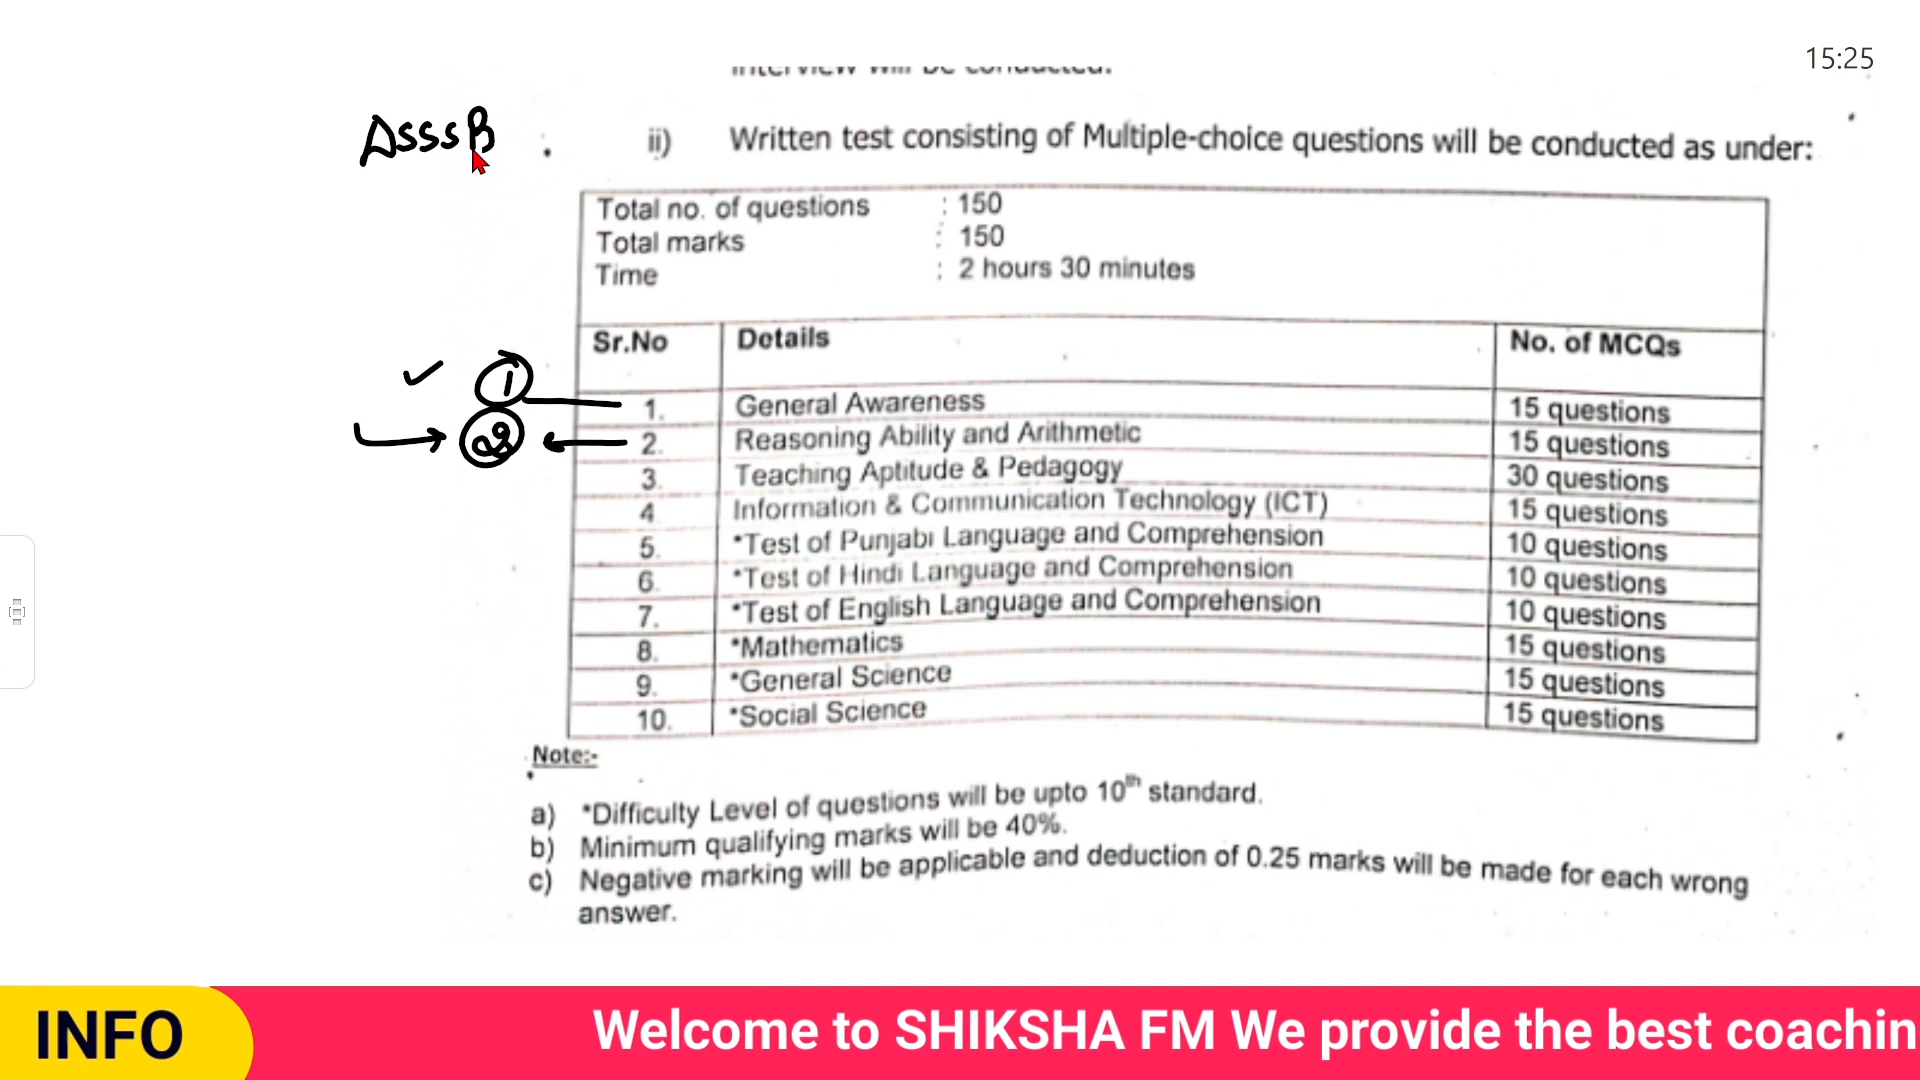 15:25
DSSSB
ii) Written test consisting of Multiple-choice questions will be conducted as under:
Total no. of questions : 150
Total marks : 150
Time : 2 hours 30 minutes
Sr.No Details No. of MCQs
1. General Awareness 15 questions
2. Reasoning Ability and Arithmetic 15 questions
3. Teaching Aptitude & Pedagogy 30 questions
4. Information & Communication Technology (ICT) 15 questions
5. *Test of Punjabi Language and Comprehension 10 questions
6. *Test of Hindi Language and Comprehension 10 questions
7. *Test of English Language and Comprehension 10 questions
8. *Mathematics 15 questions
9. *General Science 15 questions
10. *Social Science 15 questions
1
2
Note:-
a) *Difficulty Level of questions will be upto 10th standard.
b) Minimum qualifying marks will be 40%.
c) Negative marking will be applicable and deduction of 0.25 marks will be made for each wrong
answer.
INFO
Welcome to SHIKSHA FM We provide the best coachin